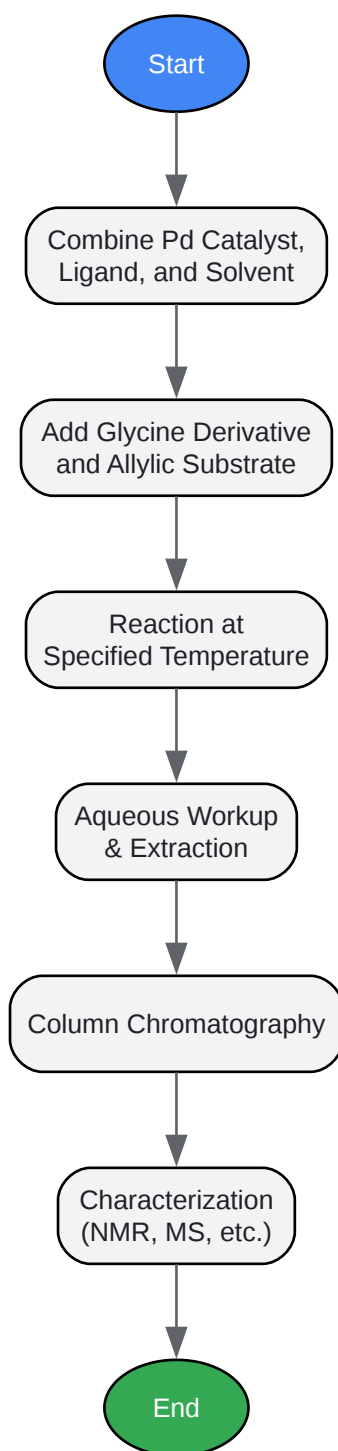 Start
Combine Pd Catalyst,
Ligand, and Solvent
Add Glycine Derivative
and Allylic Substrate
Reaction at
Specified Temperature
Aqueous Workup
& Extraction
Column Chromatography
Characterization
(NMR, MS, etc.)
End